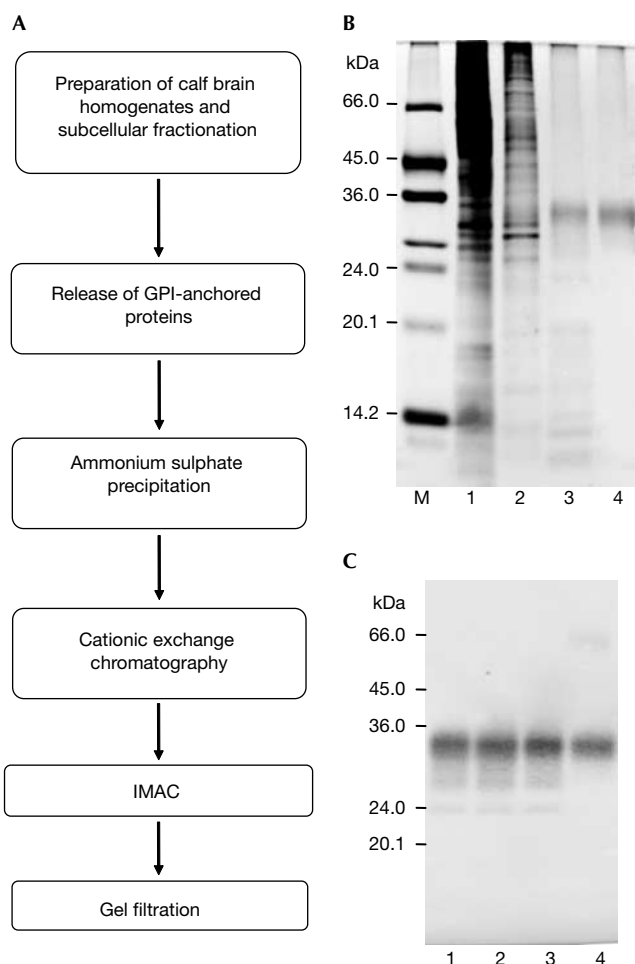 A
Preparation of calf brain
homogenates and
subcellular fractionation
Release of GPI-anchored
proteins
Ammonium sulphate
precipitation
Cationic exchange
chromatography
IMAC
Gel filtration
B
kDa
66.0
45.0
36.0
24.0
20.1
14.2
M 1 2 3 4
C
kDa
66.0
45.0
36.0
24.0
20.1
1 2 3 4